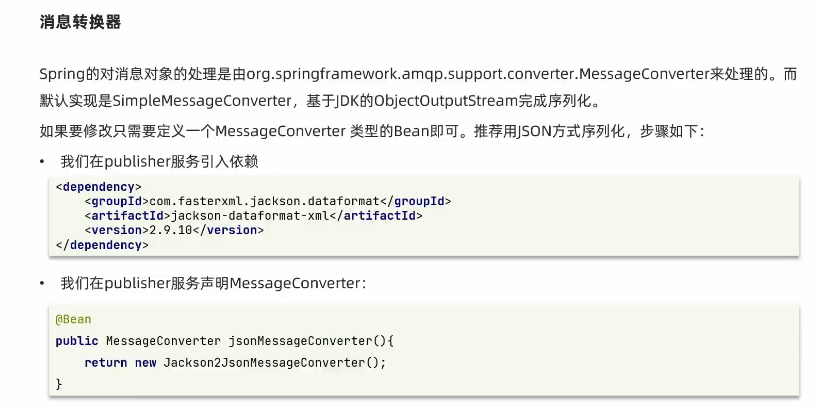 消息转换器
Spring的对消息对象的处理是由org.springframework.amqp.support.converter.MessageConverter来处理的。而
默认实现是SimpleMessageConverter，基于JDK的ObjectOutputStream完成序列化。
如果要修改只需要定义一个MessageConverter 类型的Bean即可。推荐用JSON方式序列化，步骤如下：
• 我们在publisher服务引入依赖
<dependency>
    <groupId>com.fasterxml.jackson.dataformat</groupId>
    <artifactId>jackson-dataformat-xml</artifactId>
    <version>2.9.10</version>
</dependency>
• 我们在publisher服务声明MessageConverter：
@Bean
public MessageConverter jsonMessageConverter(){
    return new Jackson2JsonMessageConverter();
}